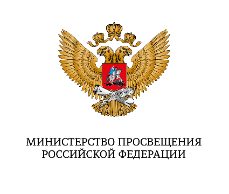 МИНИСТЕРСТВО ПРОСВЕЩЕНИЯ
РОССИЙСКОЙ ФЕДЕРАЦИИ